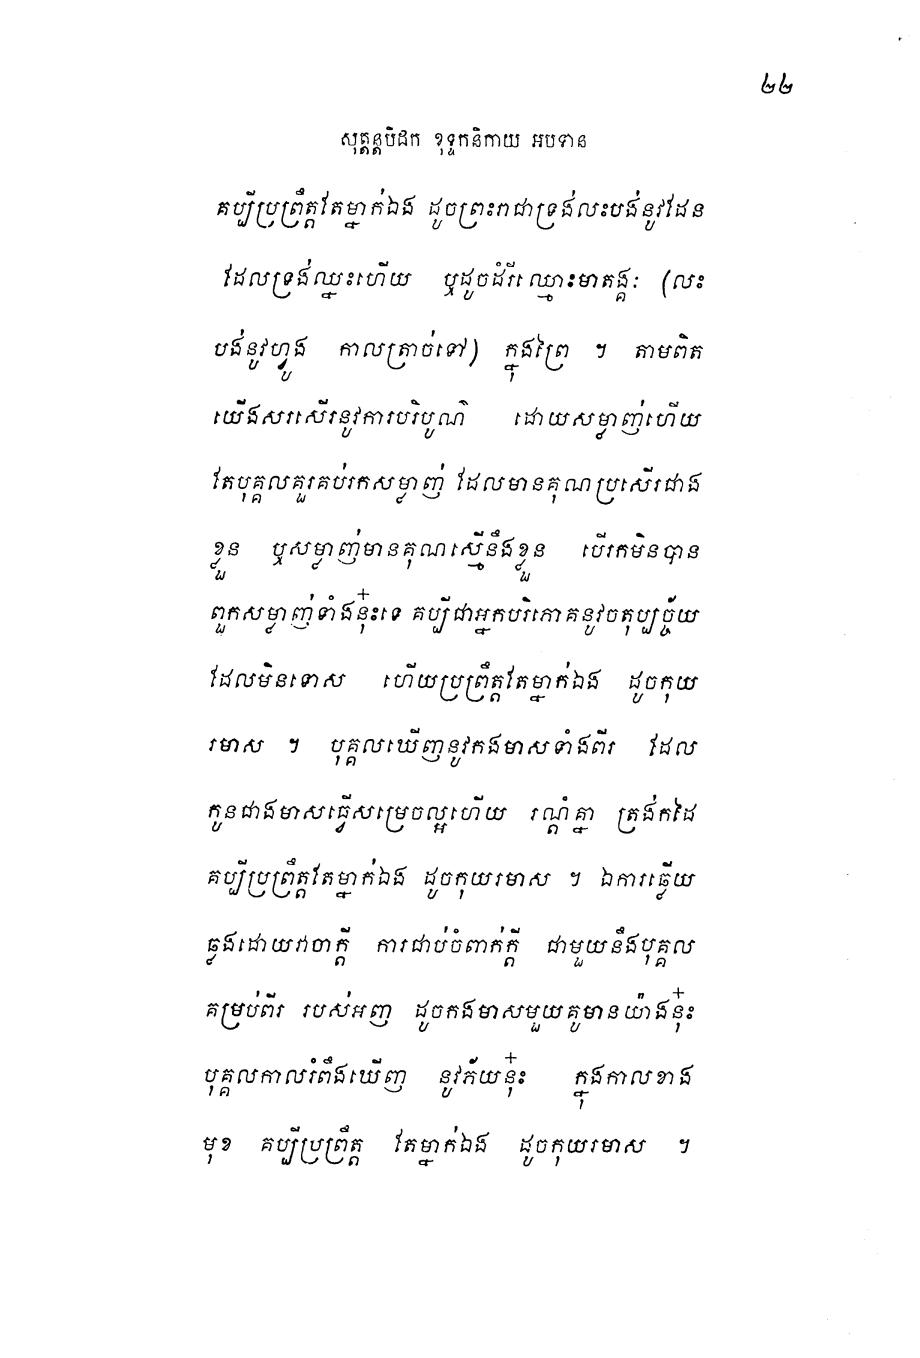 ២២
សុត្តន្តបិដក ខុទ្ទកនិកាយ អបទាន
គប្បីប្រព្រឹត្តតែម្នាក់ឯង ដូចព្រះរាជាទ្រង់លះបង់នូវដែន
ដែលទ្រង់ឈ្នះហើយ ឬដូចដំរីឈ្មោះមាតង្គៈ (លះ
បង់នូវហ្វូង កាលត្រាច់ទៅ) ក្នុងព្រៃ ។ តាមពិត
យើងសរសើរនូវការបរិបូណ៌ ដោយសម្លាញ់ហើយ
តែបុគ្គលគួរគប់រកសម្លាញ់ ដែលមានគុណប្រសើរជាង
ខ្លួន ឬសម្លាញ់មានគុណស្មើនឹងខ្លួន បើរកមិនបាន
ពួកសម្លាញ់ទាំងនុ៎ះទេ គប្បីជាអ្នកបរិភោគនូវចតុប្បច្ច័យ
ដែលមិនទោស ហើយប្រព្រឹត្តតែម្នាក់ឯង ដូចកុយ
រមាស ។ បុគ្គលឃើញនូវកងមាសទាំងពីរ ដែល
កូនជាងមាសធ្វើសម្រេចល្អហើយ រណ្តំគ្នា ត្រង់កដៃ
គប្បីប្រព្រឹត្តតែម្នាក់ឯង ដូចកុយរមាស ។ ឯការធ្លើយ
ធ្លងដោយវាចាក្តី ការជាប់ចំពាក់ក្តី ជាមួយនឹងបុគ្គល
គម្រប់ពីរ របស់អញ ដូចកងមាសមួយគូមានយ៉ាងនុ៎ះ
បុគ្គលកាលរំពឹងឃើញ នូវភ័យនុ៎ះ ក្នុងកាលខាង
មុខ គប្បីប្រព្រឹត្ត តែម្នាក់ឯង ដូចកុយរមាស ។